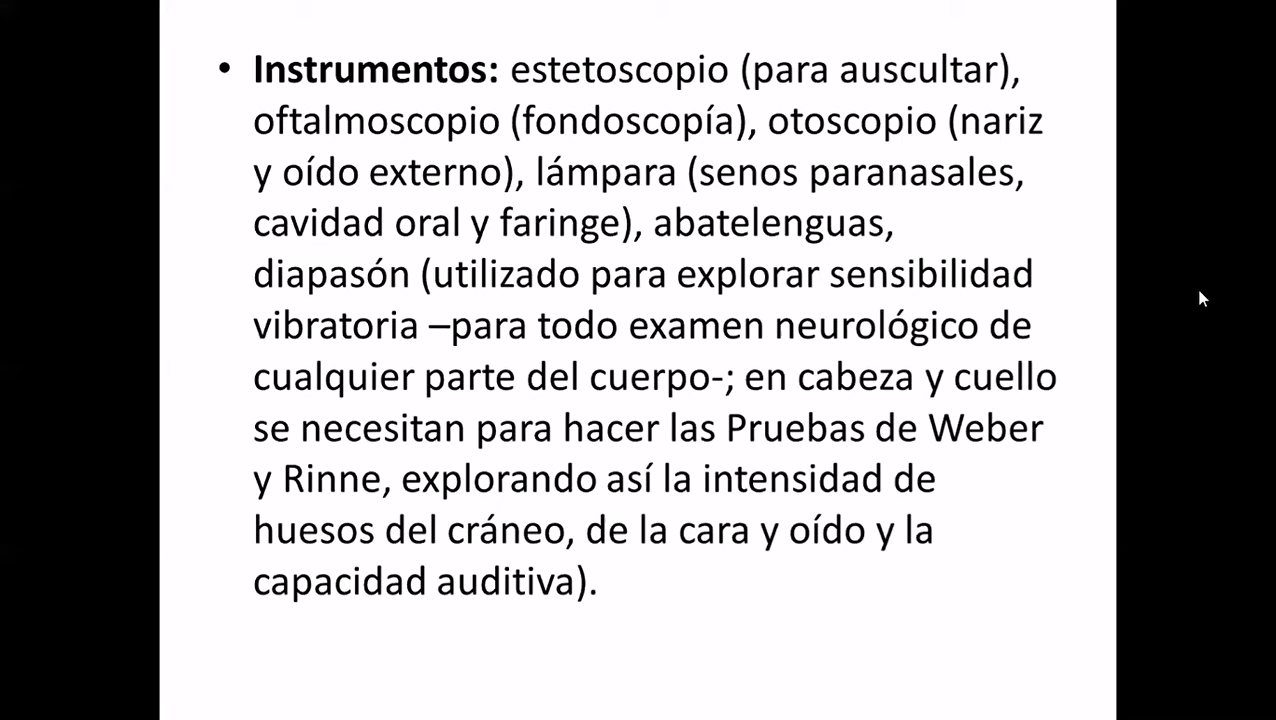 • Instrumentos: estetoscopio (para auscultar),
oftalmoscopio (fondoscopía), otoscopio (nariz
y oído externo), lámpara (senos paranasales,
cavidad oral y faringe), abatelenguas,
diapasón (utilizado para explorar sensibilidad
vibratoria –para todo examen neurológico de
cualquier parte del cuerpo-; en cabeza y cuello
se necesitan para hacer las Pruebas de Weber
y Rinne, explorando así la intensidad de
huesos del cráneo, de la cara y oído y la
capacidad auditiva).